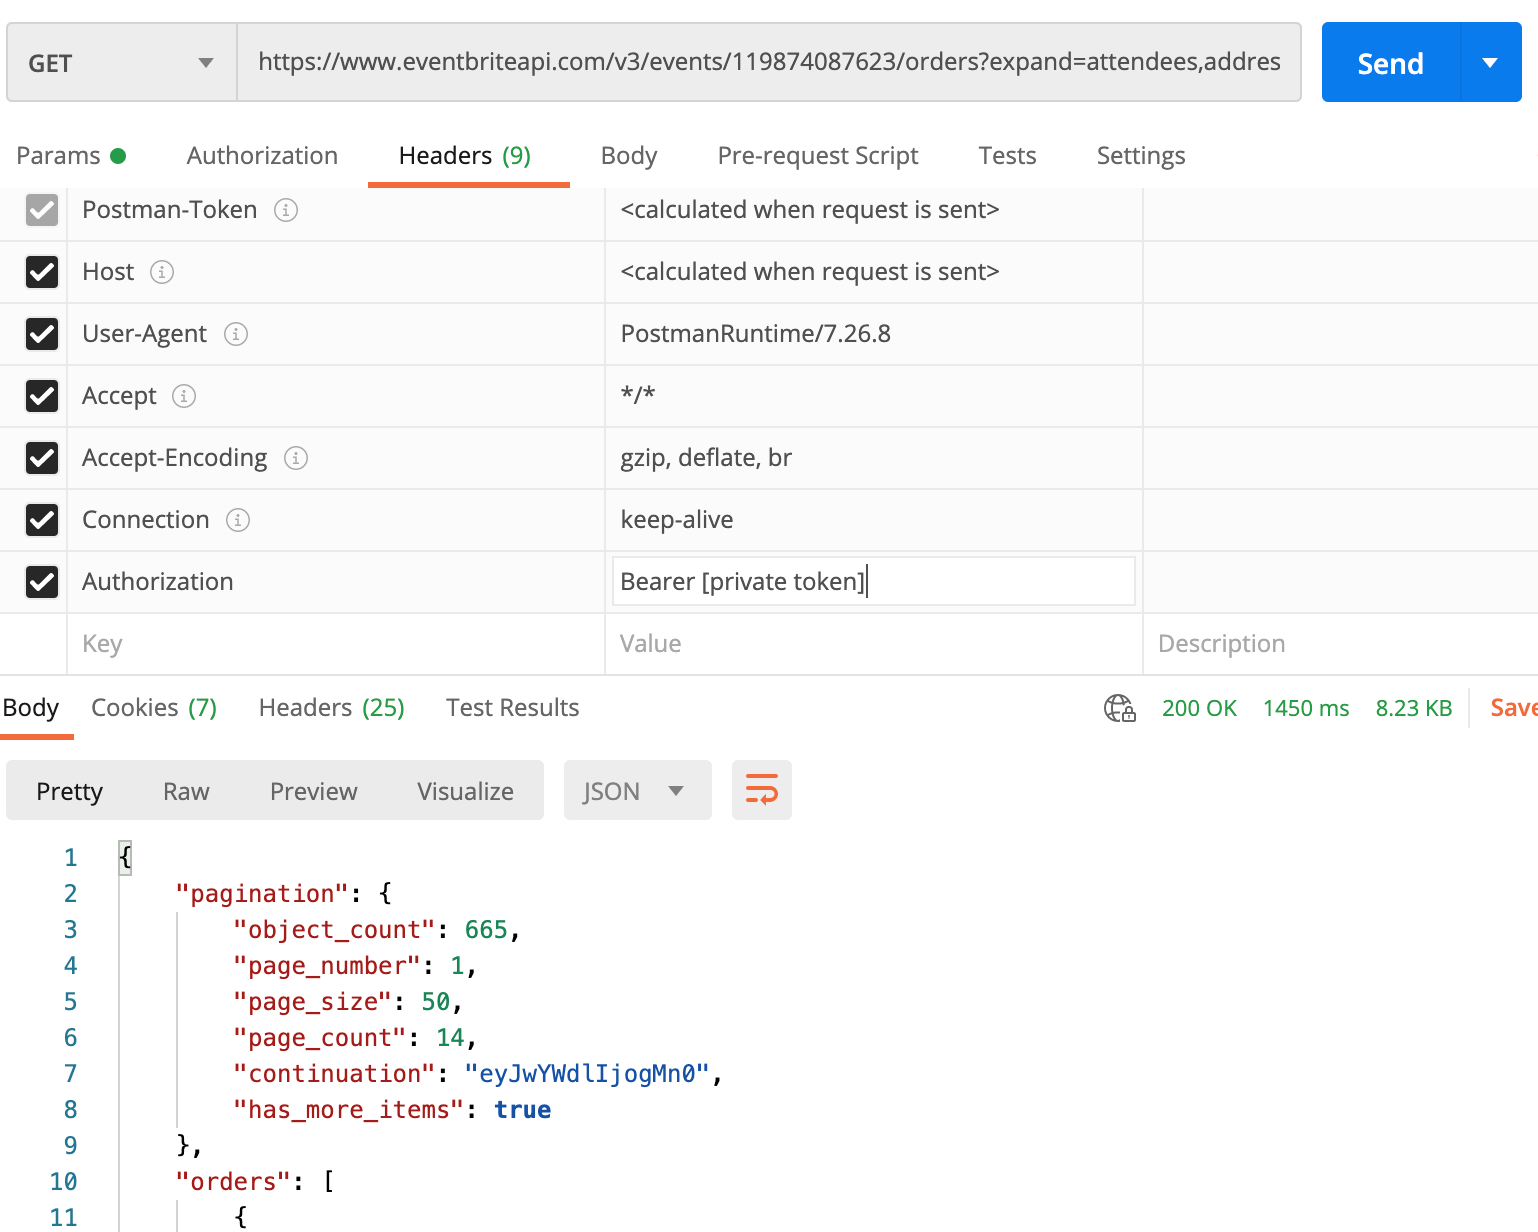 GET https://www.eventbriteapi.com/v3/events/119874087623/orders?expand=attendees,addres Send
Params Authorization Headers (9) Body Pre-request Script Tests Settings
Postman-Token <calculated when request is sent>
Host <calculated when request is sent>
User-Agent PostmanRuntime/7.26.8
Accept */*
Accept-Encoding gzip, deflate, br
Connection keep-alive
Authorization Bearer [private token]
Key Value Description
Body Cookies (7) Headers (25) Test Results 200 OK 1450 ms 8.23 KB Save
Pretty Raw Preview Visualize JSON
1 {
2 "pagination": {
3 "object_count": 665,
4 "page_number": 1,
5 "page_size": 50,
6 "page_count": 14,
7 "continuation": "eyJwYWdlIjogMn0",
8 "has_more_items": true
9 },
10 "orders": [
11 {